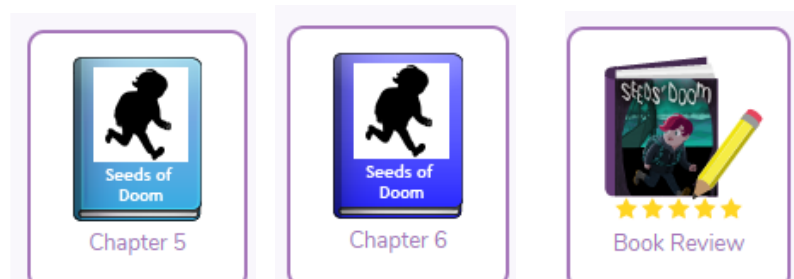 Seeds of
Doom
Chapter 5
Seeds of
Doom
Chapter 6
SEEDS OF DOOM
Book Review